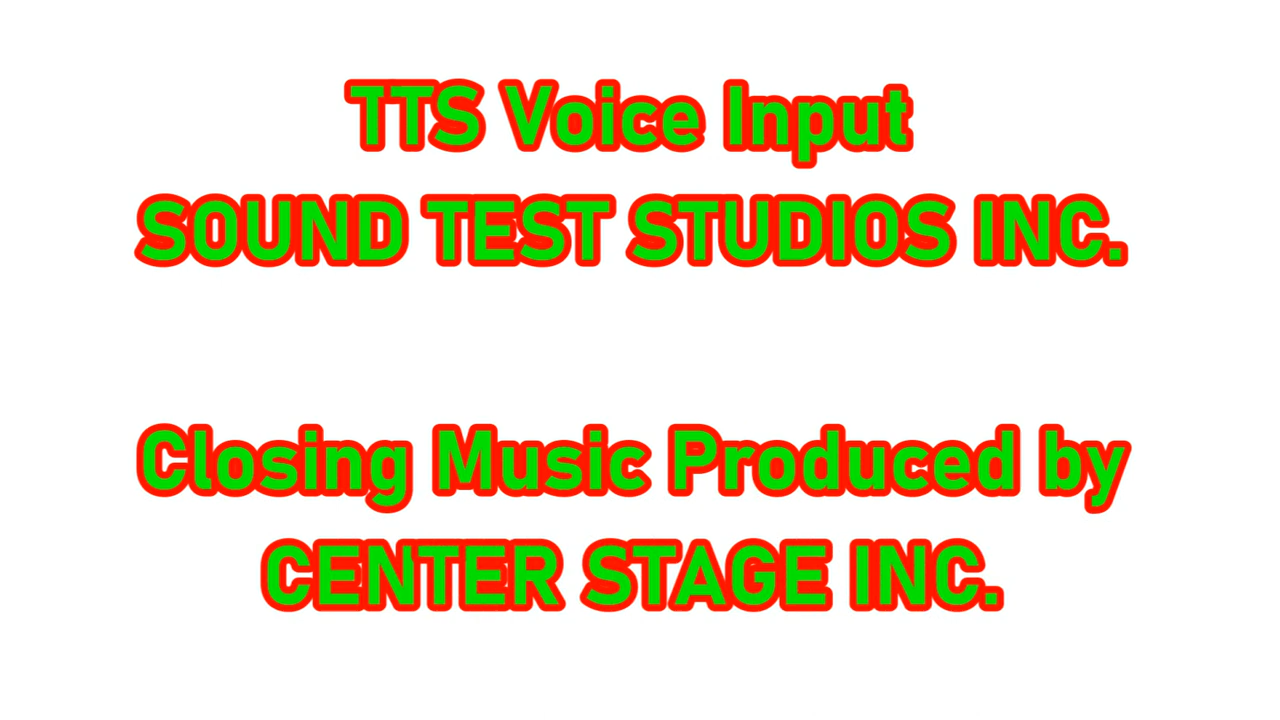 TTS Voice Input
SOUND TEST STUDIOS INC.
Closing Music Produced by
CENTER STAGE INC.